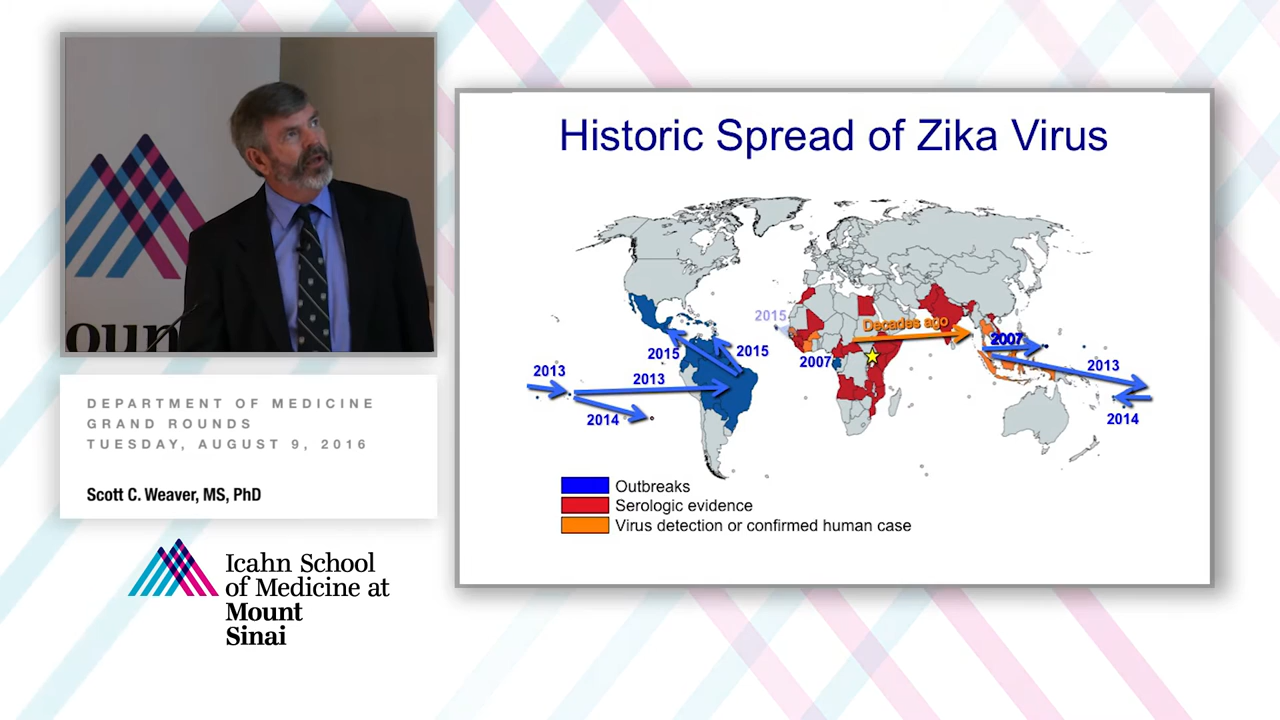 oun
DEPARTMENT OF MEDICINE
GRAND ROUNDS
TUESDAY, AUGUST 9, 2016
Scott C. Weaver, MS, PhD
Icahn School
of Medicine at
Mount
Sinai
Historic Spread of Zika Virus
2015
Decades ago
2007
2007
2015
2015
2013
2013
2013
2014
2014
Outbreaks
Serologic evidence
Virus detection or confirmed human case